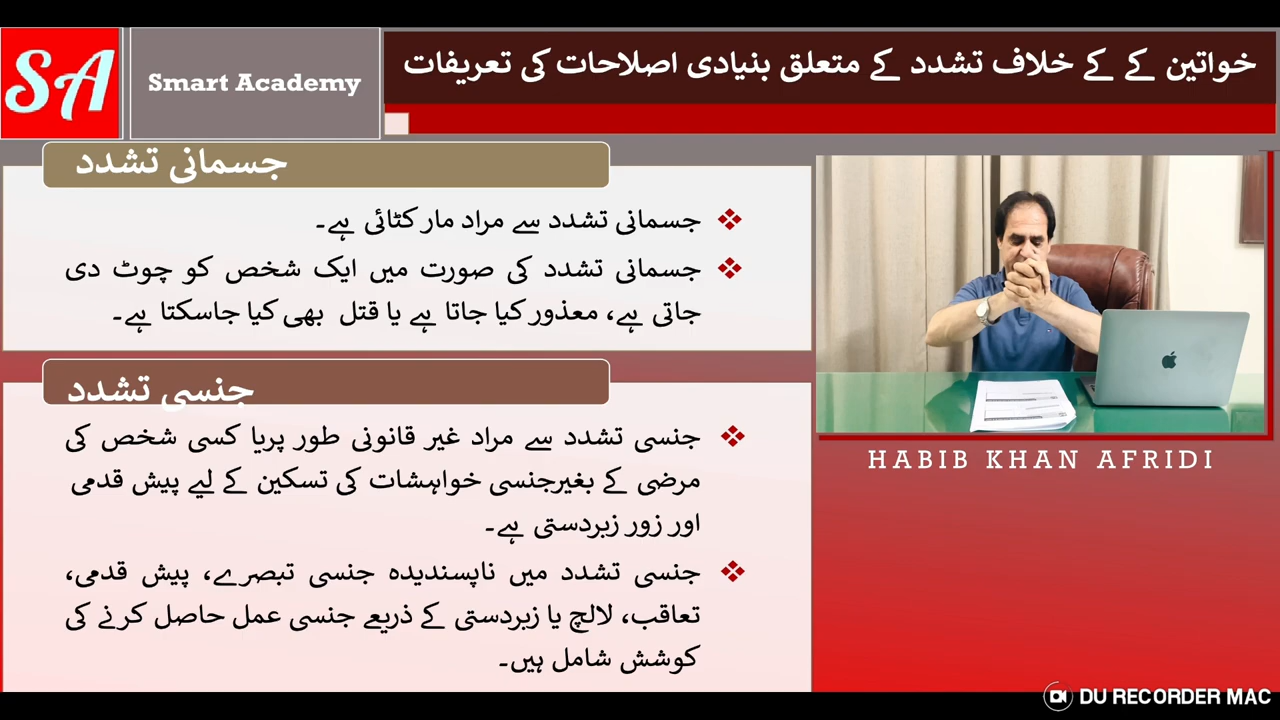 SA
Smart Academy
خواتین کے کے خلاف تشدد کے متعلق بنیادی اصلاحات کی تعریفات
جسمانی تشدد
جسمانی تشدد سے مراد مار کٹائی ہے۔
جسمانی تشدد کی صورت میں ایک شخص کو چوٹ دی
جاتی ہے، معذور کیا جاتا ہے یا قتل بھی کیا جاسکتا ہے۔
جنسی تشدد
جنسی تشدد سے مراد غیر قانونی طور پریا کسی شخص کی
مرضی کے بغیرجنسی خواہشات کی تسکین کے لیے پیش قدمی
اور زور زبردستی ہے۔
جنسی تشدد میں ناپسندیدہ جنسی تبصرے، پیش قدمی،
تعاقب، لالچ یا زبردستی کے ذریعے جنسی عمل حاصل کرنے کی
کوشش شامل ہیں۔
HABIB KHAN AFRIDI
DU RECORDER MAC